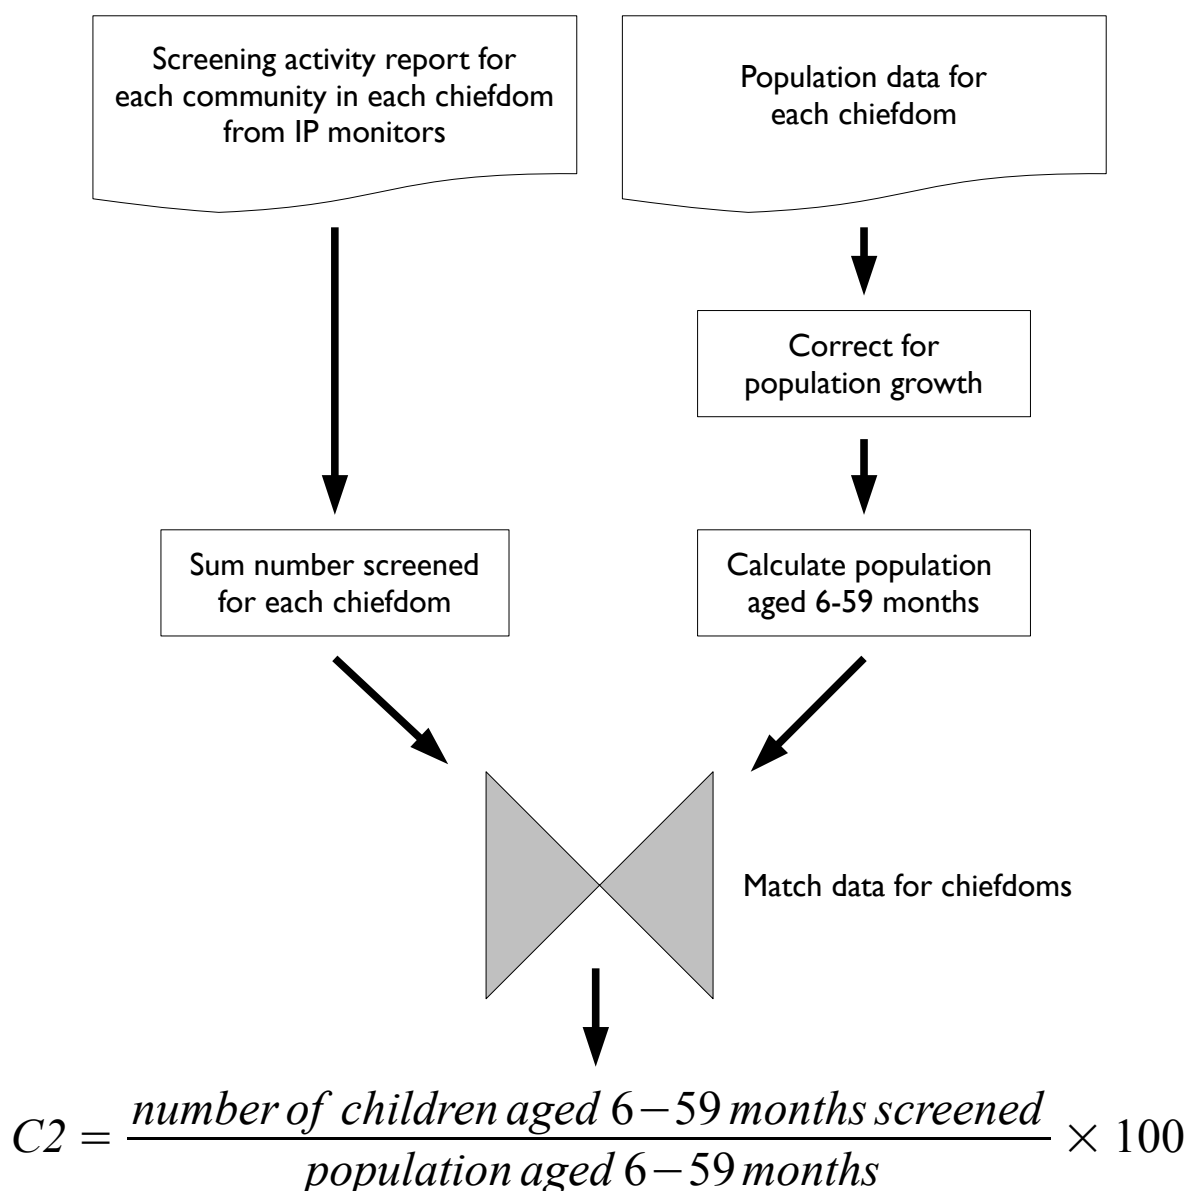 Screening activity report for
each community in each chiefdom
from IP monitors
Population data for
each chiefdom
Correct for
population growth
Sum number screened
for each chiefdom
Calculate population
aged 6-59 months
Match data for chiefdoms
C2 = number of children aged 6−59 months screened / population aged 6−59 months × 100